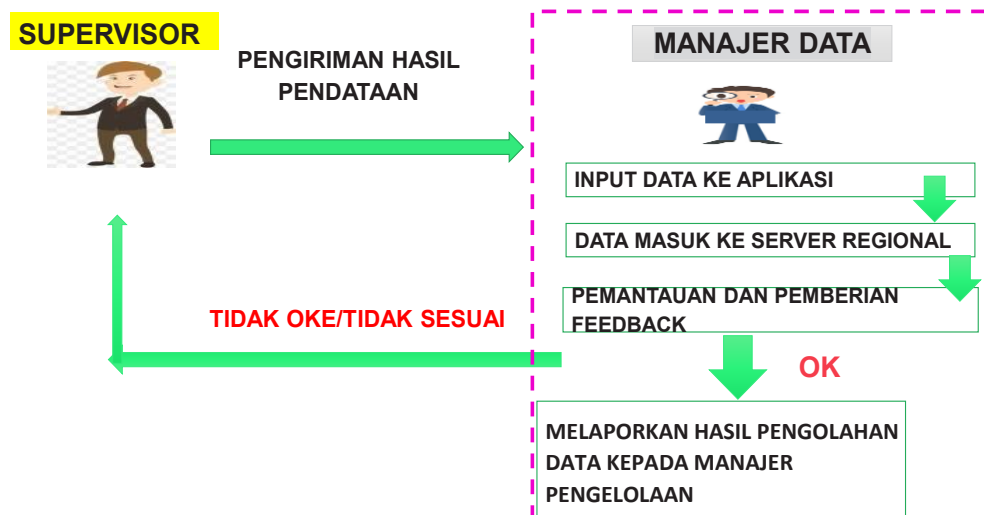 SUPERVISOR
PENGIRIMAN HASIL
PENDATAAN
MANAJER DATA
INPUT DATA KE APLIKASI
DATA MASUK KE SERVER REGIONAL
PEMANTAUAN DAN PEMBERIAN
FEEDBACK
TIDAK OKE/TIDAK SESUAI
OK
MELAPORKAN HASIL PENGOLAHAN
DATA KEPADA MANAJER
PENGELOLAAN